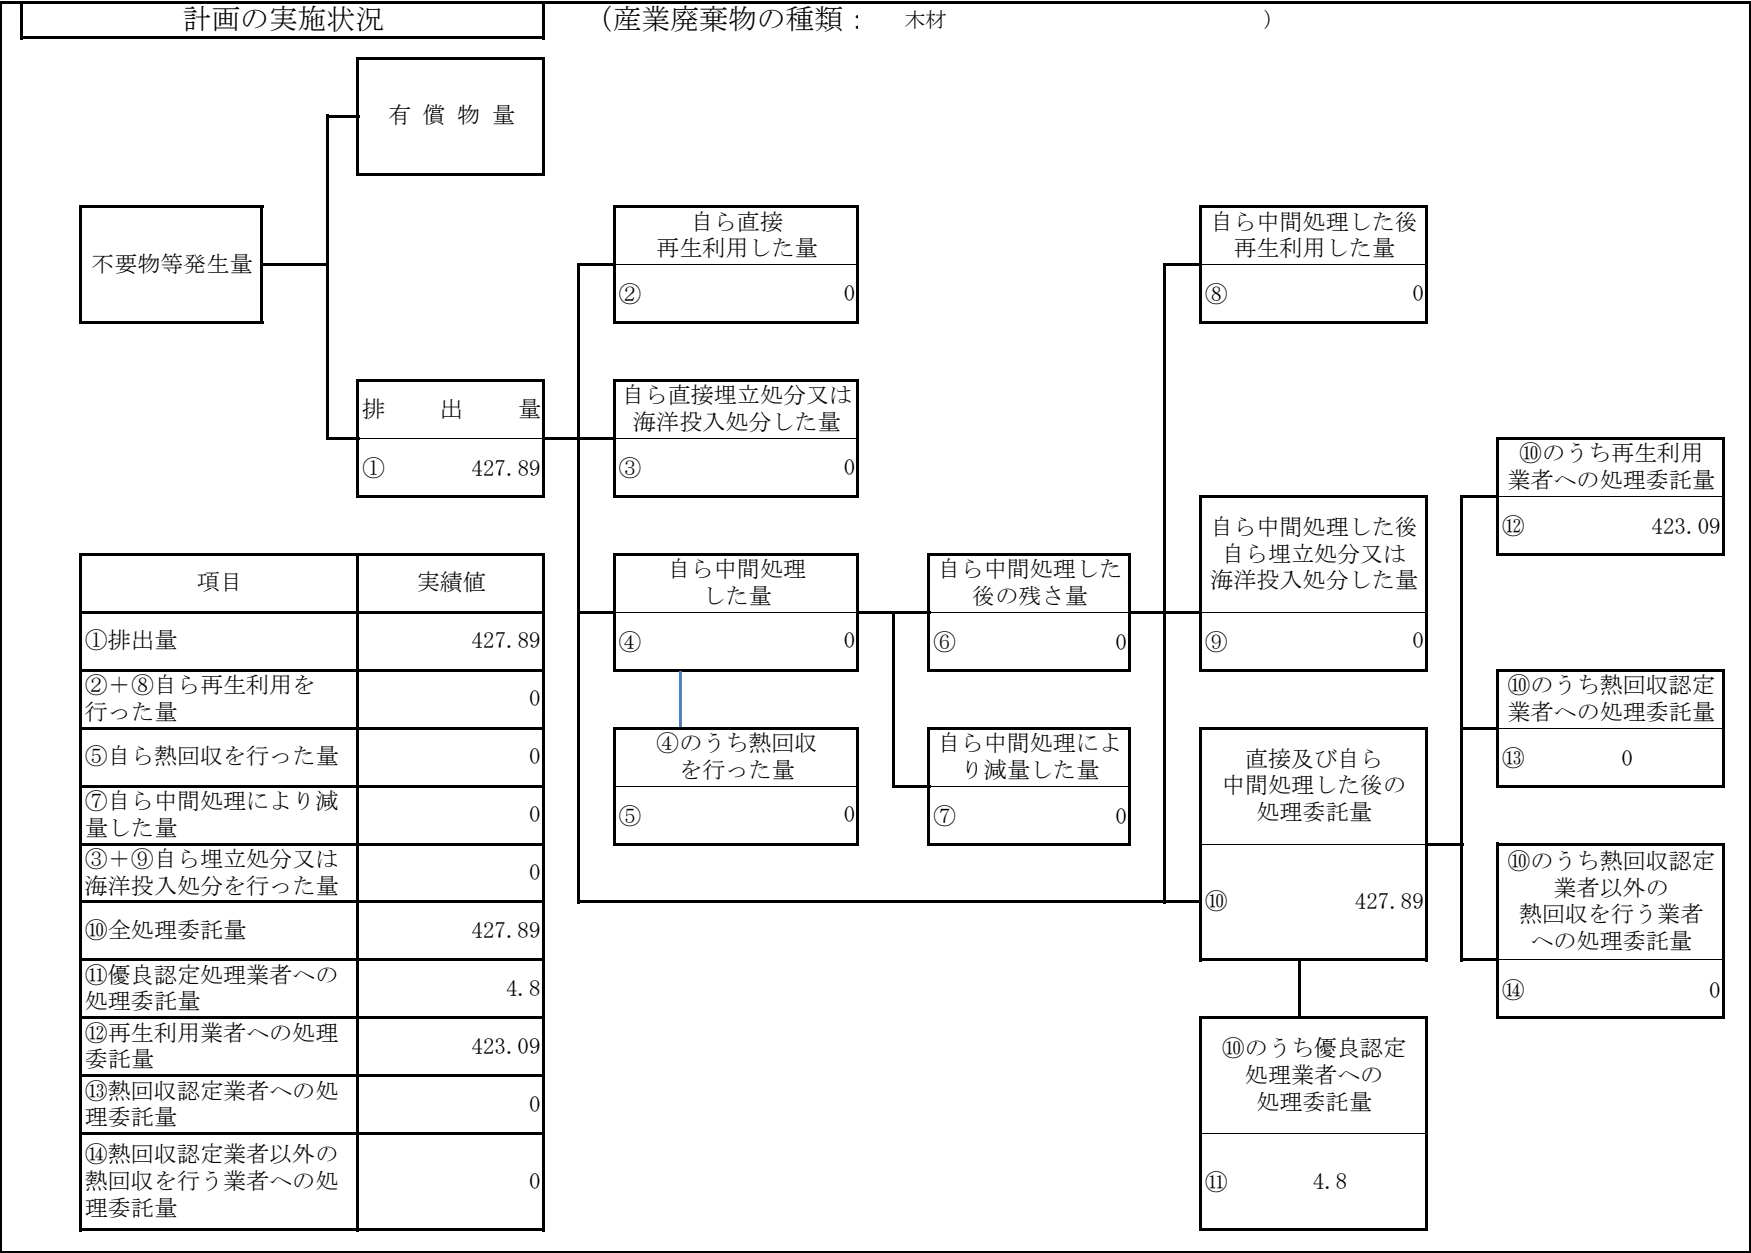 計画の実施状況
（産業廃棄物の種類： 木材 ）
有 償 物 量
不要物等発生量
排 出 量
① 427.89
自ら直接
再生利用した量
② 0
自ら直接埋立処分又は
海洋投入処分した量
③ 0
自ら中間処理
した量
④ 0
④のうち熱回収
を行った量
⑤ 0
自ら中間処理した
後の残さ量
⑥ 0
自ら中間処理によ
り減量した量
⑦ 0
自ら中間処理した後
再生利用した量
⑧ 0
自ら中間処理した後
自ら埋立処分又は
海洋投入処分した量
⑨ 0
直接及び自ら
中間処理した後の
処理委託量
⑩ 427.89
⑩のうち優良認定
処理業者への
処理委託量
⑪ 4.8
⑩のうち再生利用
業者への処理委託量
⑫ 423.09
⑩のうち熱回収認定
業者への処理委託量
⑬ 0
⑩のうち熱回収認定
業者以外の
熱回収を行う業者
への処理委託量
⑭ 0
項目 実績値
①排出量 427.89
②＋⑧自ら再生利用を
行った量 0
⑤自ら熱回収を行った量 0
⑦自ら中間処理により減
量した量 0
③＋⑨自ら埋立処分又は
海洋投入処分を行った量 0
⑩全処理委託量 427.89
⑪優良認定処理業者への
処理委託量 4.8
⑫再生利用業者への処理
委託量 423.09
⑬熱回収認定業者への処
理委託量 0
⑭熱回収認定業者以外の
熱回収を行う業者への処
理委託量 0